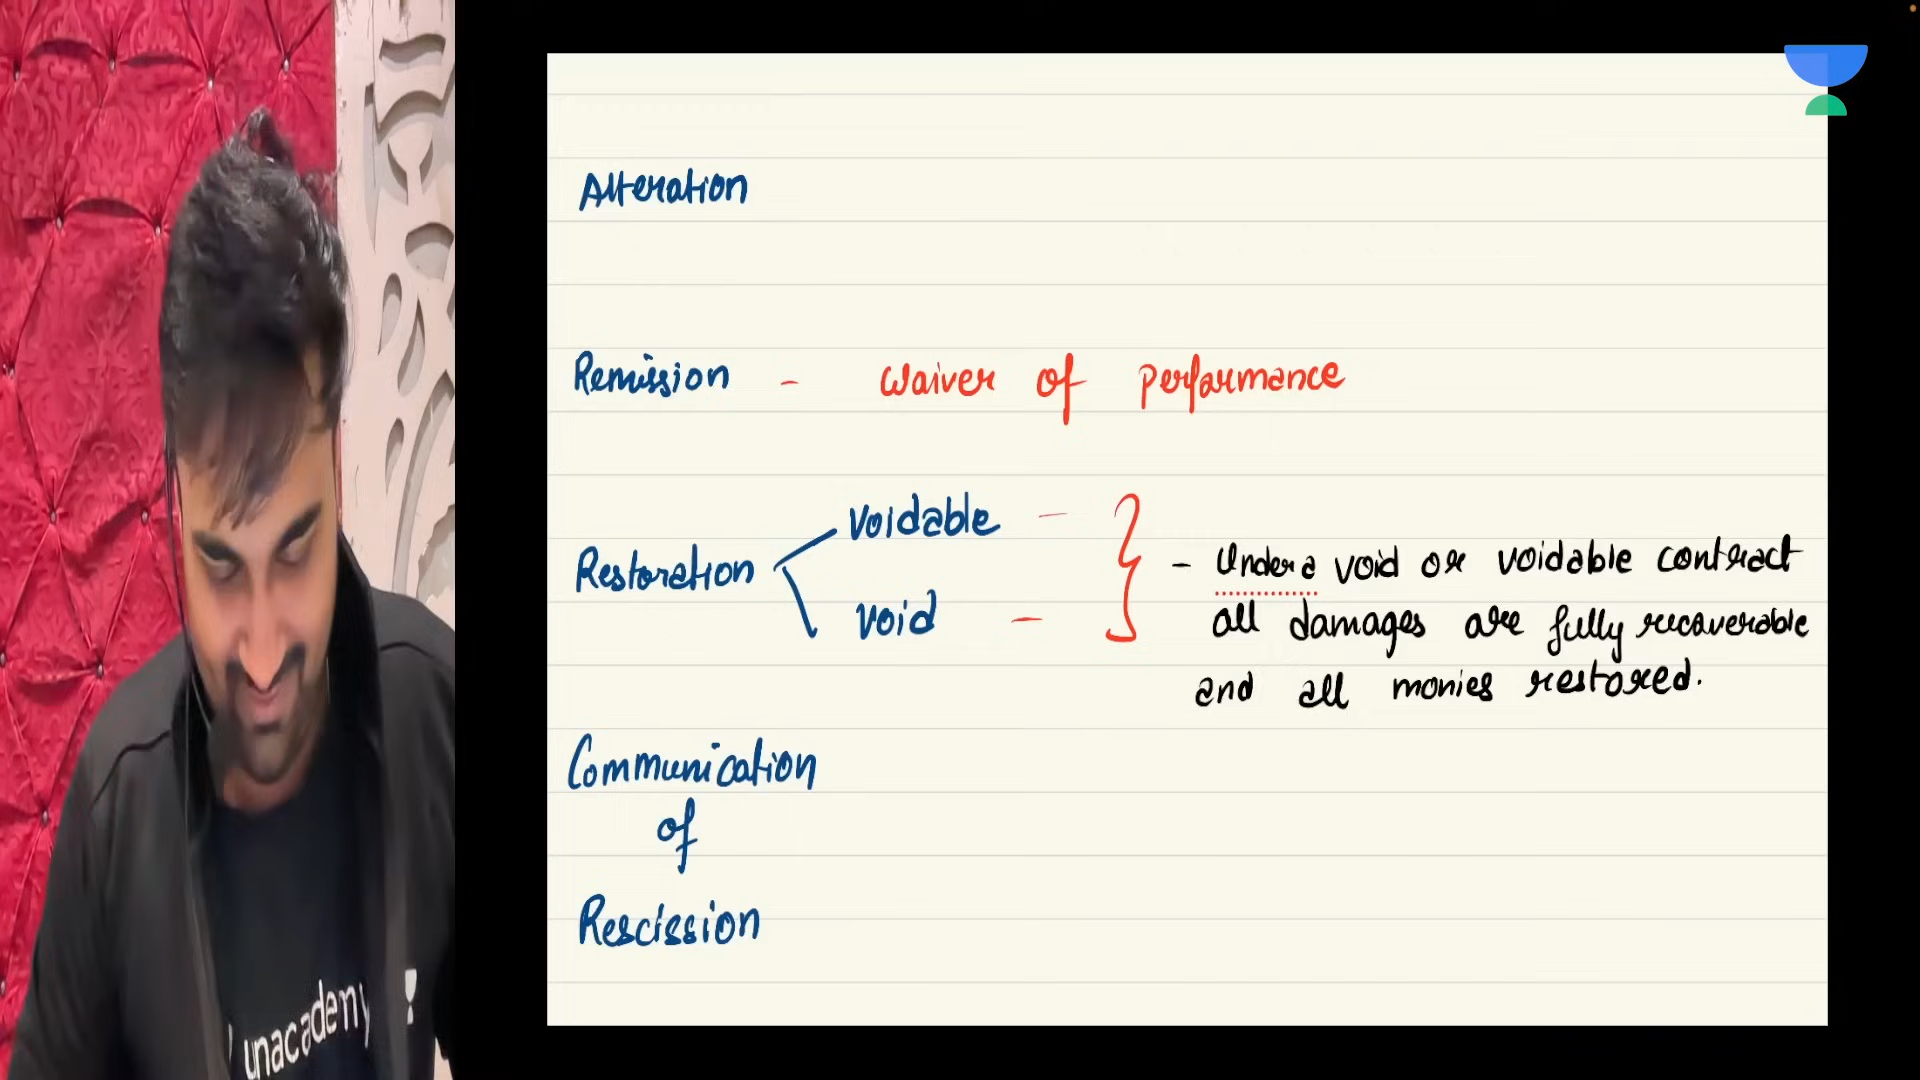 Alteration
Remission - Waiver of performance
Restoration
Voidable -
void -
- Under a void or voidable contract
all damages are fully recoverable
and all monies restored.
Communication
of
Rescission
unacademy